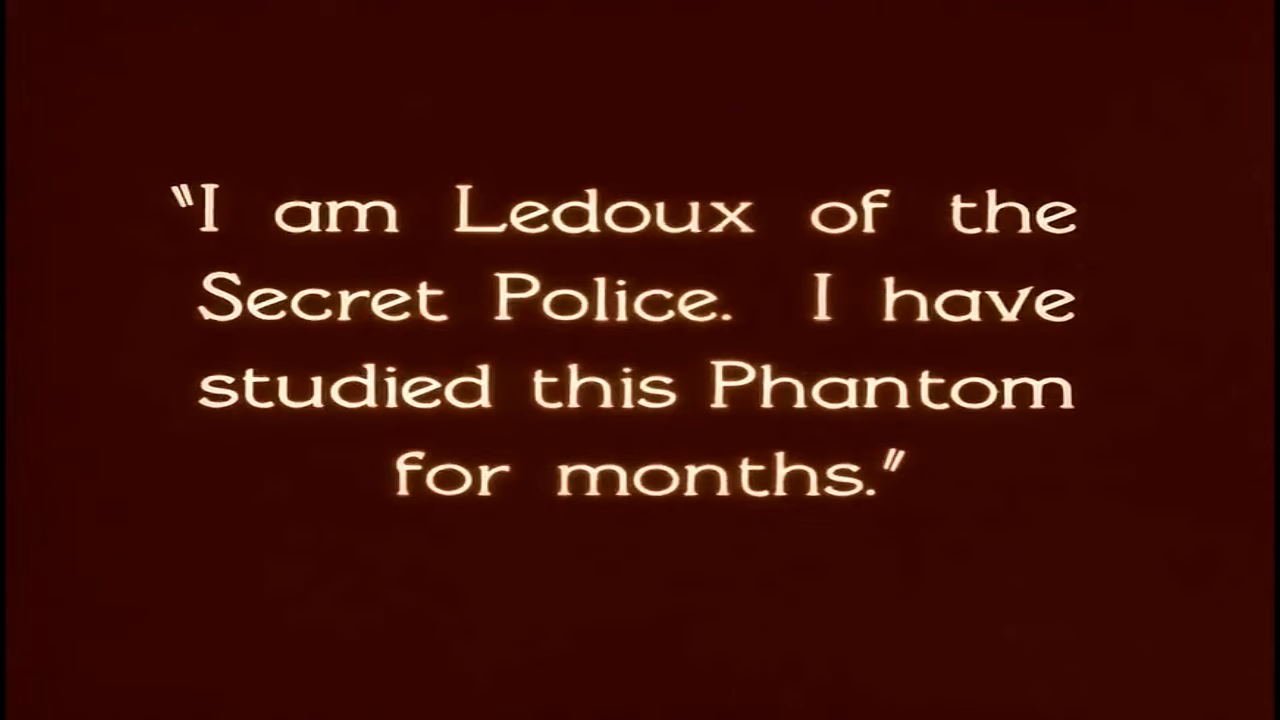 "I am Ledoux of the
Secret Police. I have
studied this Phantom
for months."